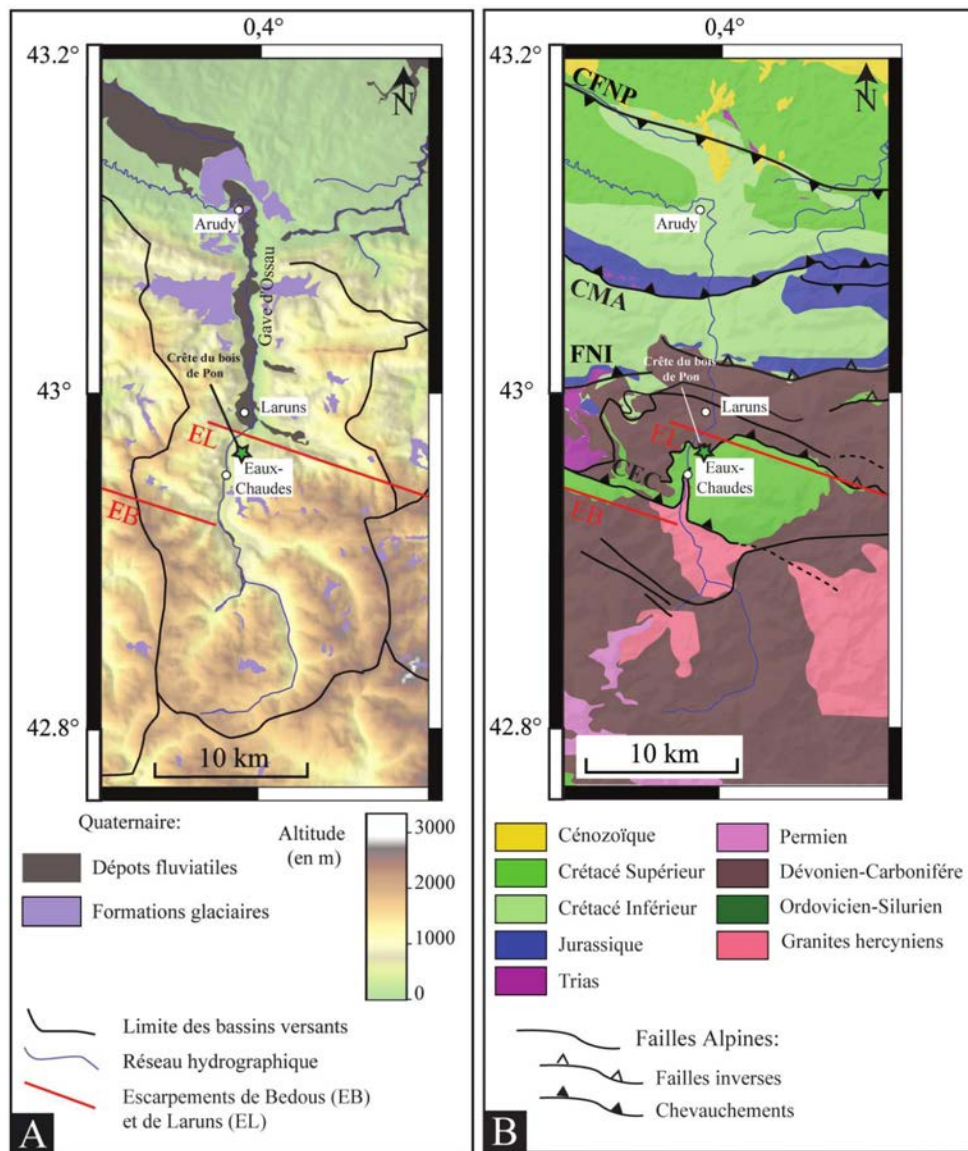 0,4°
43.2°
N
Arudy
Gave d'Ossau
Crête du bois
de Pon
43°
Laruns
EL
Eaux-
Chaudes
EB
42.8°
10 km
Quaternaire:
Dépots fluviatiles
Formations glaciaires
Altitude
(en m)
3000
2000
1000
0
Limite des bassins versants
Réseau hydrographique
Escarpements de Bedous (EB)
et de Laruns (EL)
A
0,4°
43.2°
CFNP
N
Arudy
CMA
FNI
Crête du bois
de Pon
43°
Laruns
EL
CEC
Eaux-
Chaudes
EB
42.8°
10 km
Cénozoïque
Crétacé Supérieur
Crétacé Inférieur
Jurassique
Trias
Permien
Dévonien-Carbonifére
Ordovicien-Silurien
Granites hercyniens
Failles Alpines:
Failles inverses
Chevauchements
B